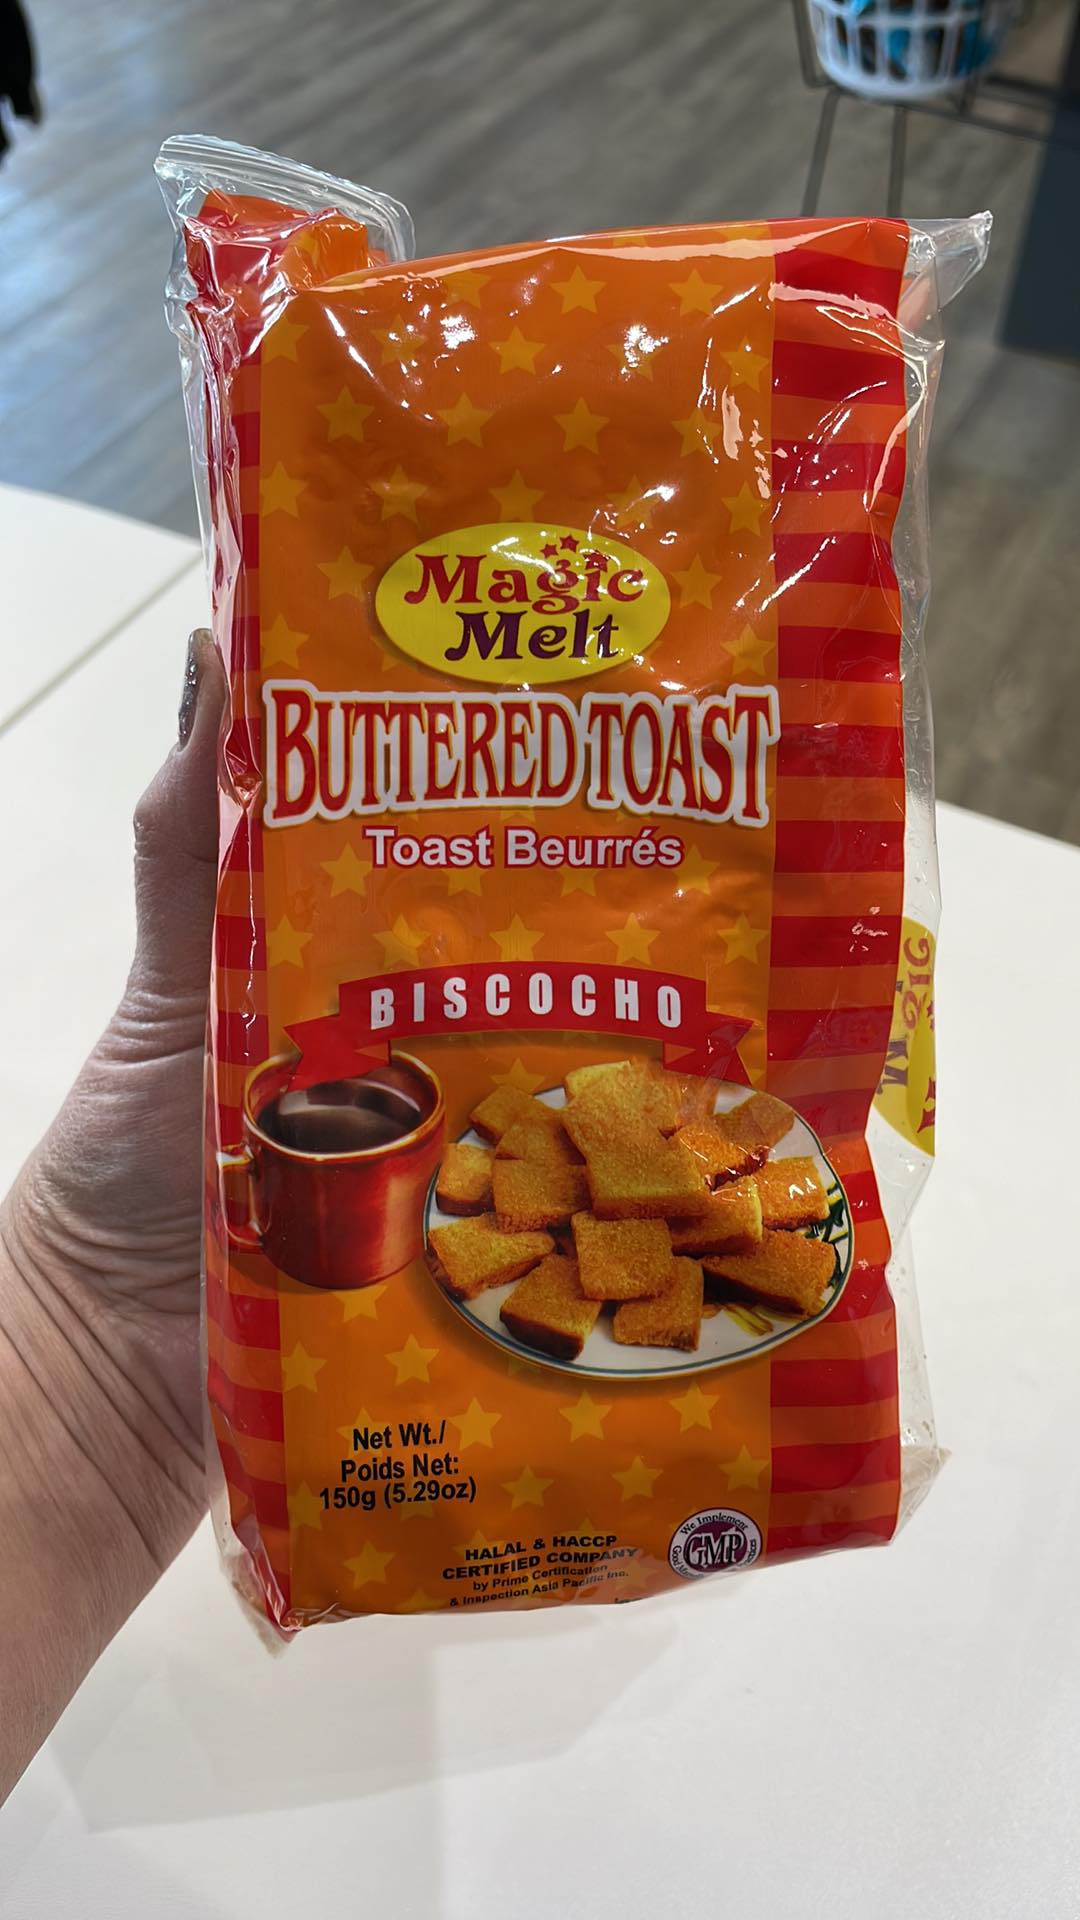 Magic
Melt
BUTTERED TOAST
Toast Beurrés
BISCOCHO
Net Wt./
Poids Net:
150g (5.29oz)
HALAL & HACCP
CERTIFIED COMPANY
by Prime Certification
& Inspection Asia Pacific Inc.
We Implement
GMP
Good